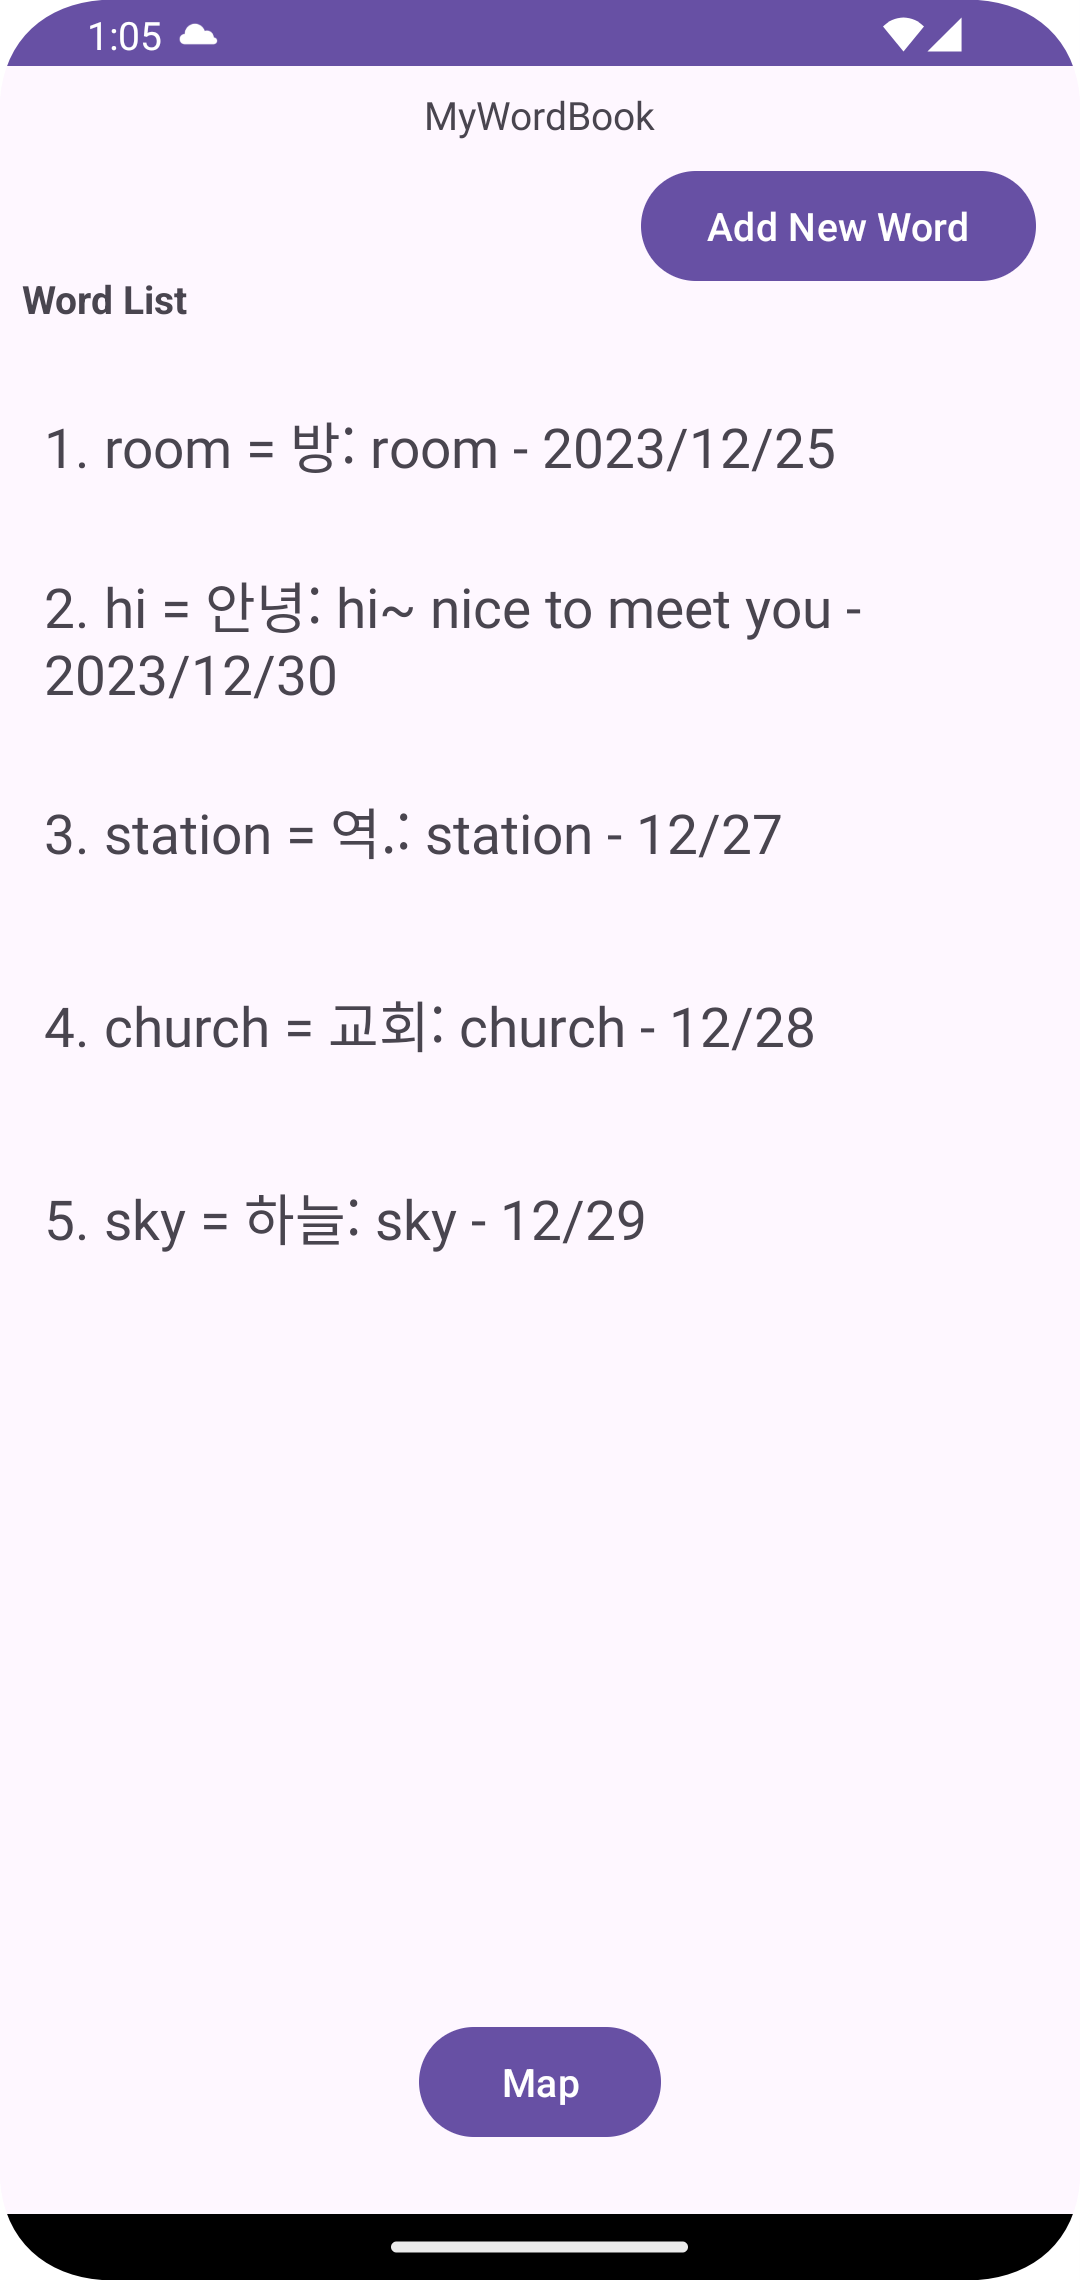 1:05
MyWordBook
Add New Word
Word List
1. room = 방: room - 2023/12/25
2. hi = 안녕: hi~ nice to meet you -
2023/12/30
3. station = 역.: station - 12/27
4. church = 교회: church - 12/28
5. sky = 하늘: sky - 12/29
Map